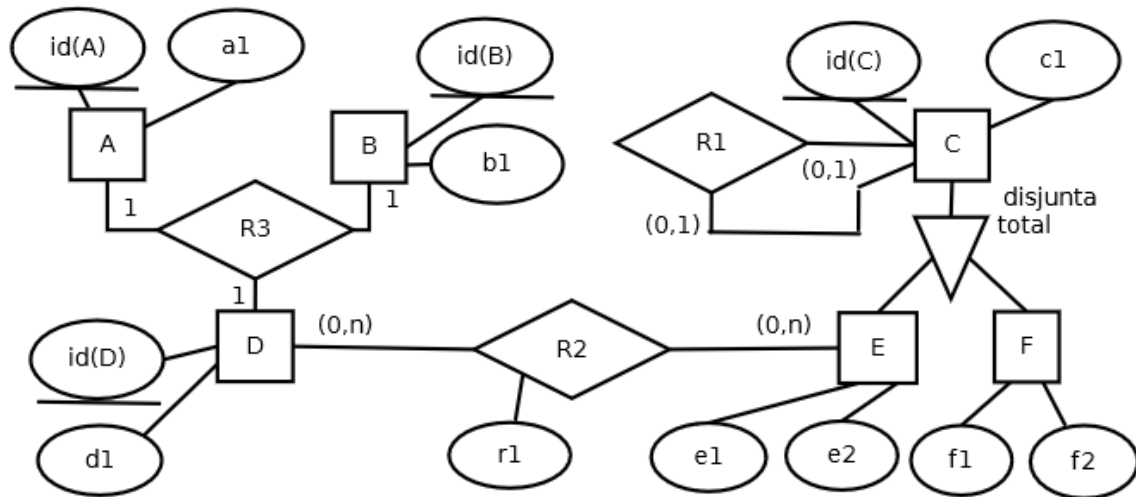 id(A)
a1
id(B)
id(C)
c1
A
B
b1
R1
C
(0,1)
1
1
R3
(0,1)
disjunta
total
1
D
(0,n)
R2
(0,n)
E
F
id(D)
d1
r1
e1
e2
f1
f2